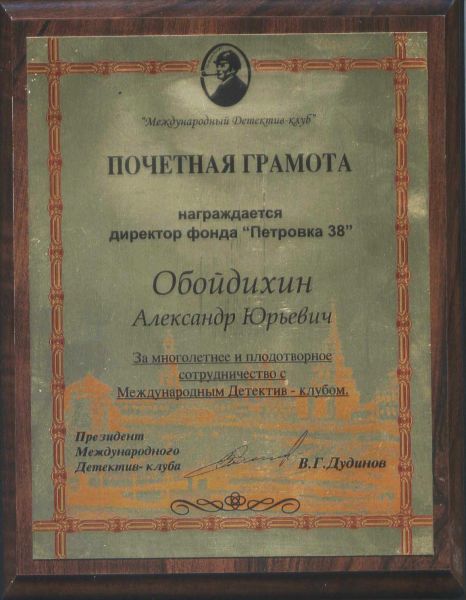 "Международный Детектив-клуб"
ПОЧЕТНАЯ ГРАМОТА
награждается
директор фонда "Петровка 38"
Обойдихин
Александр Юрьевич
За многолетнее и плодотворное
сотрудничество с
Международным Детектив - клубом.
Президент
Международного
Детектив- клуба
В.Г.Дудинов